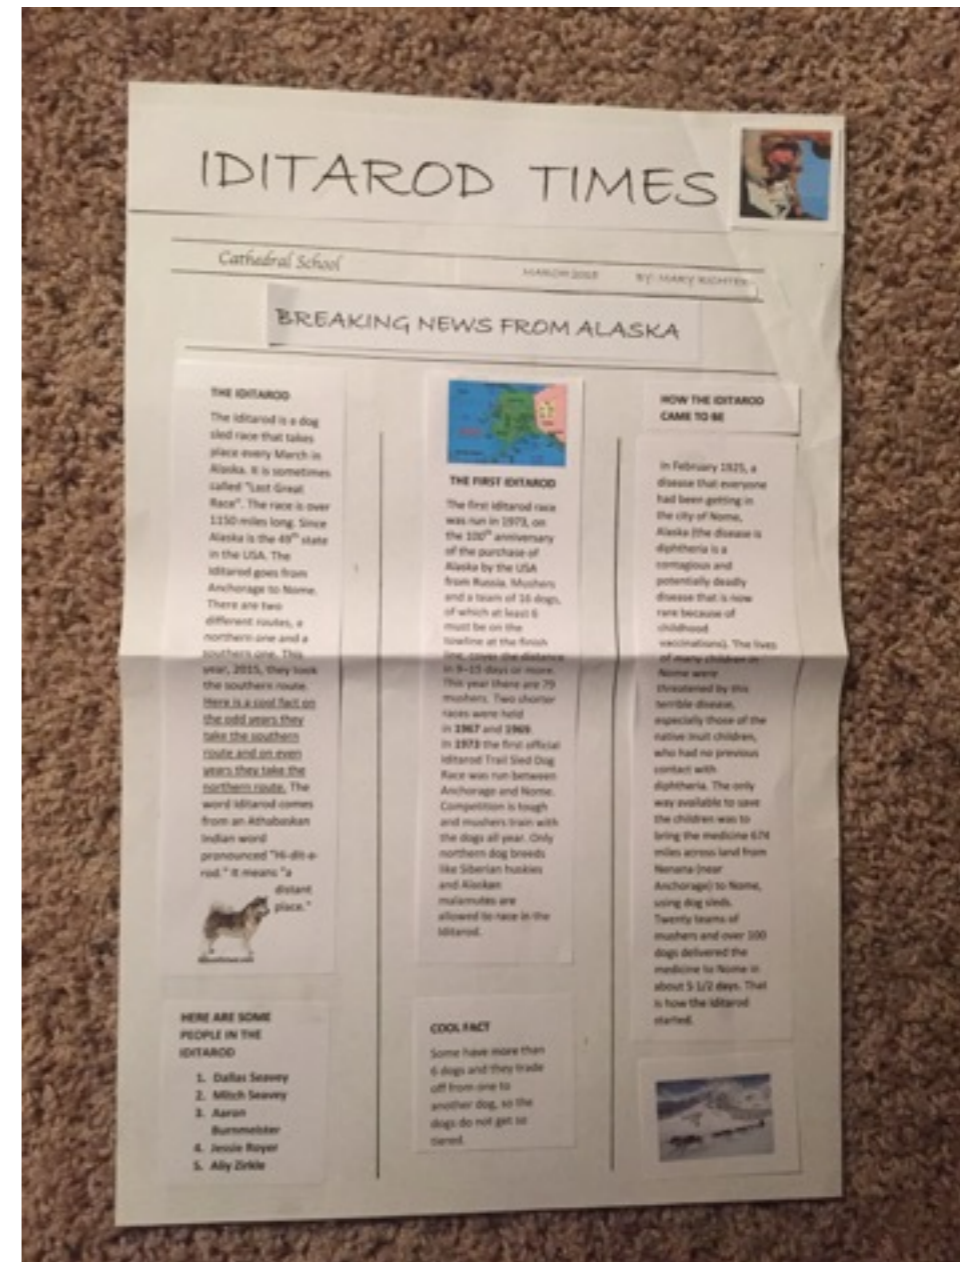 IDITAROD TIMES
Cathedral School
MARCH 2015 BY: MARY RICHTER
BREAKING NEWS FROM ALASKA
THE IDITAROD
The Iditarod is a dog
sled race that takes
place every March in
Alaska. It is sometimes
called "Last Great
Race". The race is over
1150 miles long. Since
Alaska is the 49th state
in the USA. The
Iditarod goes from
Anchorage to Nome.
There are two
different routes, a
northern one and a
southern one. This
year, 2015, they took
the southern route.
Here is a cool fact on
the odd years they
take the southern
route and on even
years they take the
northern route. The
word Iditarod comes
from an Athabaskan
Indian word
pronounced "Hi-dit-a-
rod." It means "a
distant
place."
HERE ARE SOME
PEOPLE IN THE
IDITAROD
1. Dallas Seavey
2. Mitch Seavey
3. Aaron
Burnmeister
4. Jessie Royer
5. Aliy Zirkle
THE FIRST IDITAROD
The first Iditarod race
was run in 1973, on
the 100th anniversary
of the purchase of
Alaska by the USA
from Russia. Mushers
and a team of 16 dogs,
of which at least 6
must be on the
towline at the finish
line, cover the distance
in 9–15 days or more.
This year there are 79
mushers. Two shorter
races were held
in 1967 and 1969.
In 1973 the first official
Iditarod Trail Sled Dog
Race was run between
Anchorage and Nome.
Competition is tough
and mushers train with
the dogs all year. Only
northern dog breeds
like Siberian huskies
and Alaskan
malamutes are
allowed to race in the
Iditarod.
COOL FACT
Some have more than
6 dogs and they trade
off from one to
another dog, so the
dogs do not get so
tiered.
HOW THE IDITAROD
CAME TO BE
In February 1925, a
disease that everyone
had been getting in
the city of Nome,
Alaska (the disease is
diphtheria is a
contagious and
potentially deadly
disease that is now
rare because of
childhood
vaccinations). The lives
of many children in
Nome were
threatened by this
terrible disease,
especially those of the
native Inuit children,
who had no previous
contact with
diphtheria. The only
way available to save
the children was to
bring the medicine 674
miles across land from
Nenana (near
Anchorage) to Nome,
using dog sleds.
Twenty teams of
mushers and over 100
dogs delivered the
medicine to Nome in
about 5 1/2 days. That
is how the Iditarod
started.